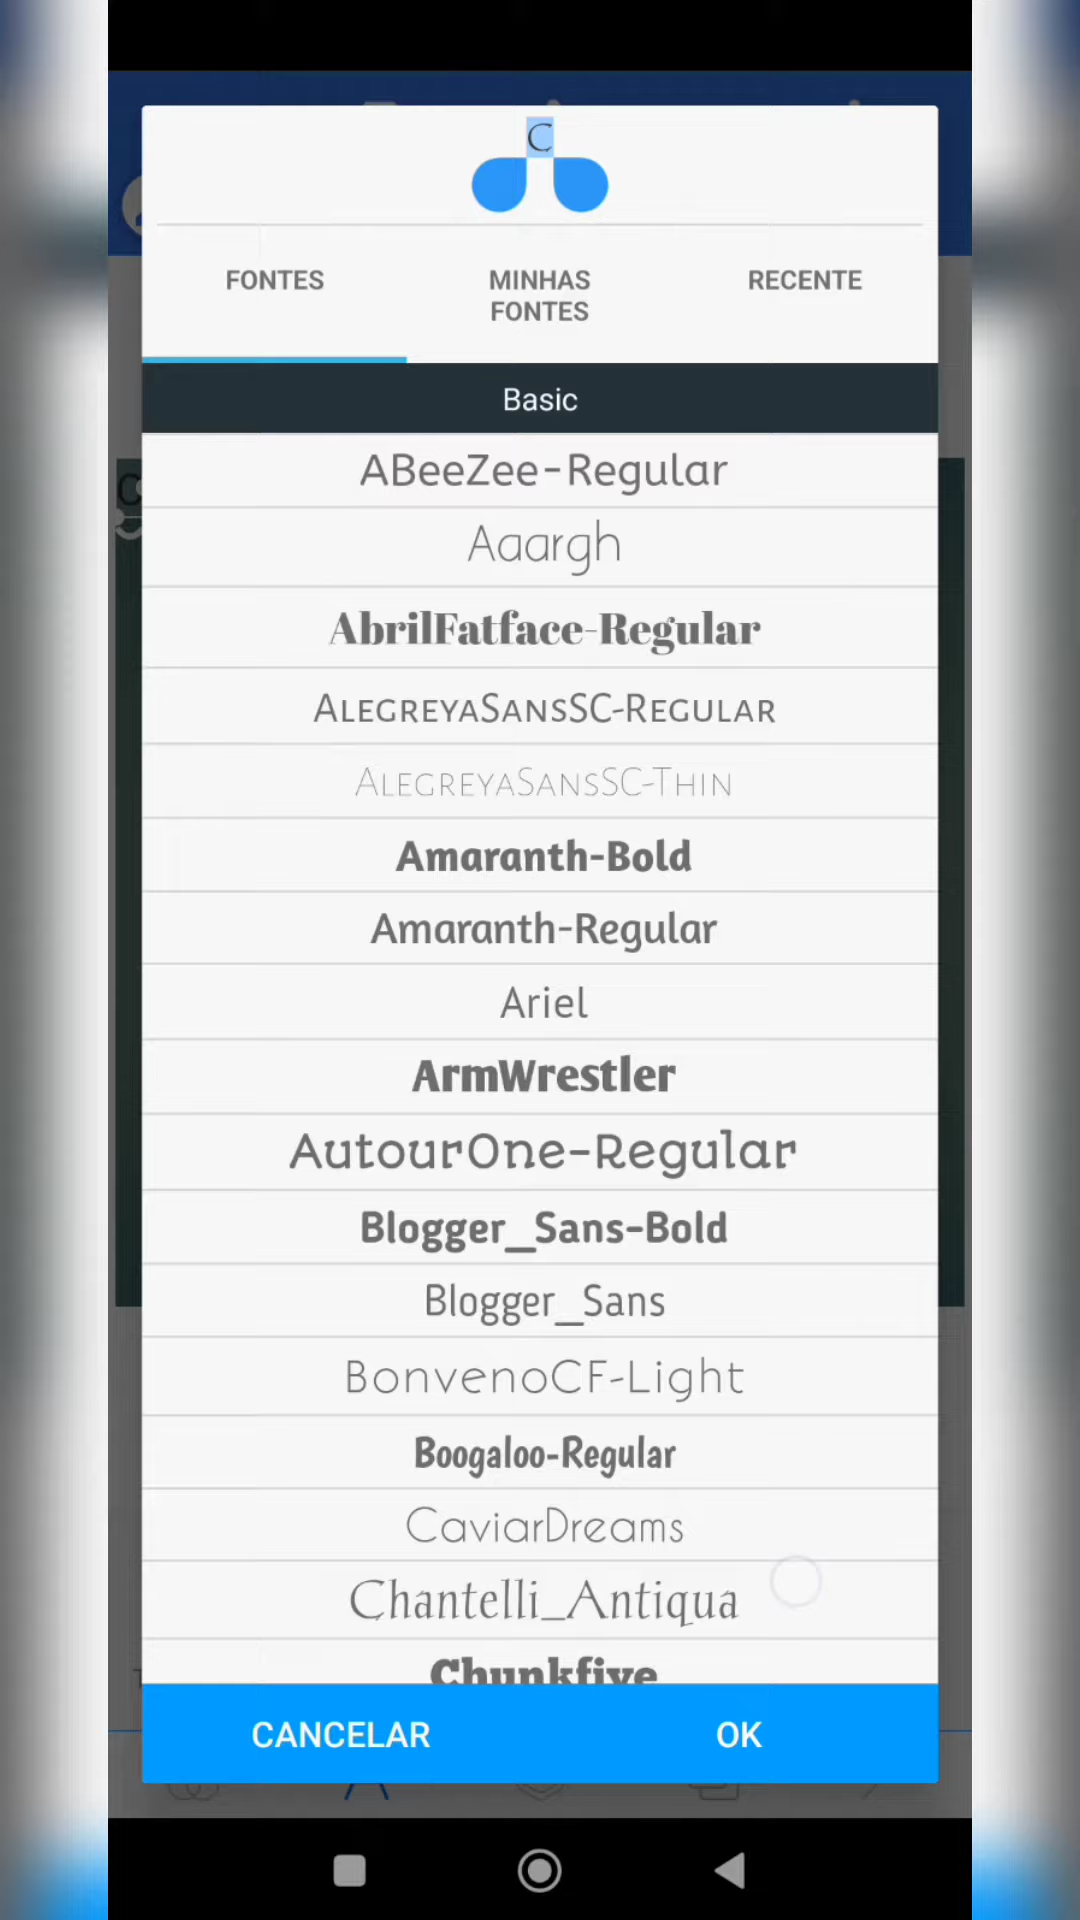 C
FONTES
MINHAS
FONTES
RECENTE
Basic
ABeeZee-Regular
Aaargh
AbrilFatface-Regular
AlegreyaSansSC-Regular
AlegreyaSansSC-Thin
Amaranth-Bold
Amaranth-Regular
Ariel
ArmWrestler
AutourOne-Regular
Blogger_Sans-Bold
Blogger_Sans
BonvenoCF-Light
Boogaloo-Regular
CaviarDreams
Chantelli_Antiqua
Chunkfive
CANCELAR
OK